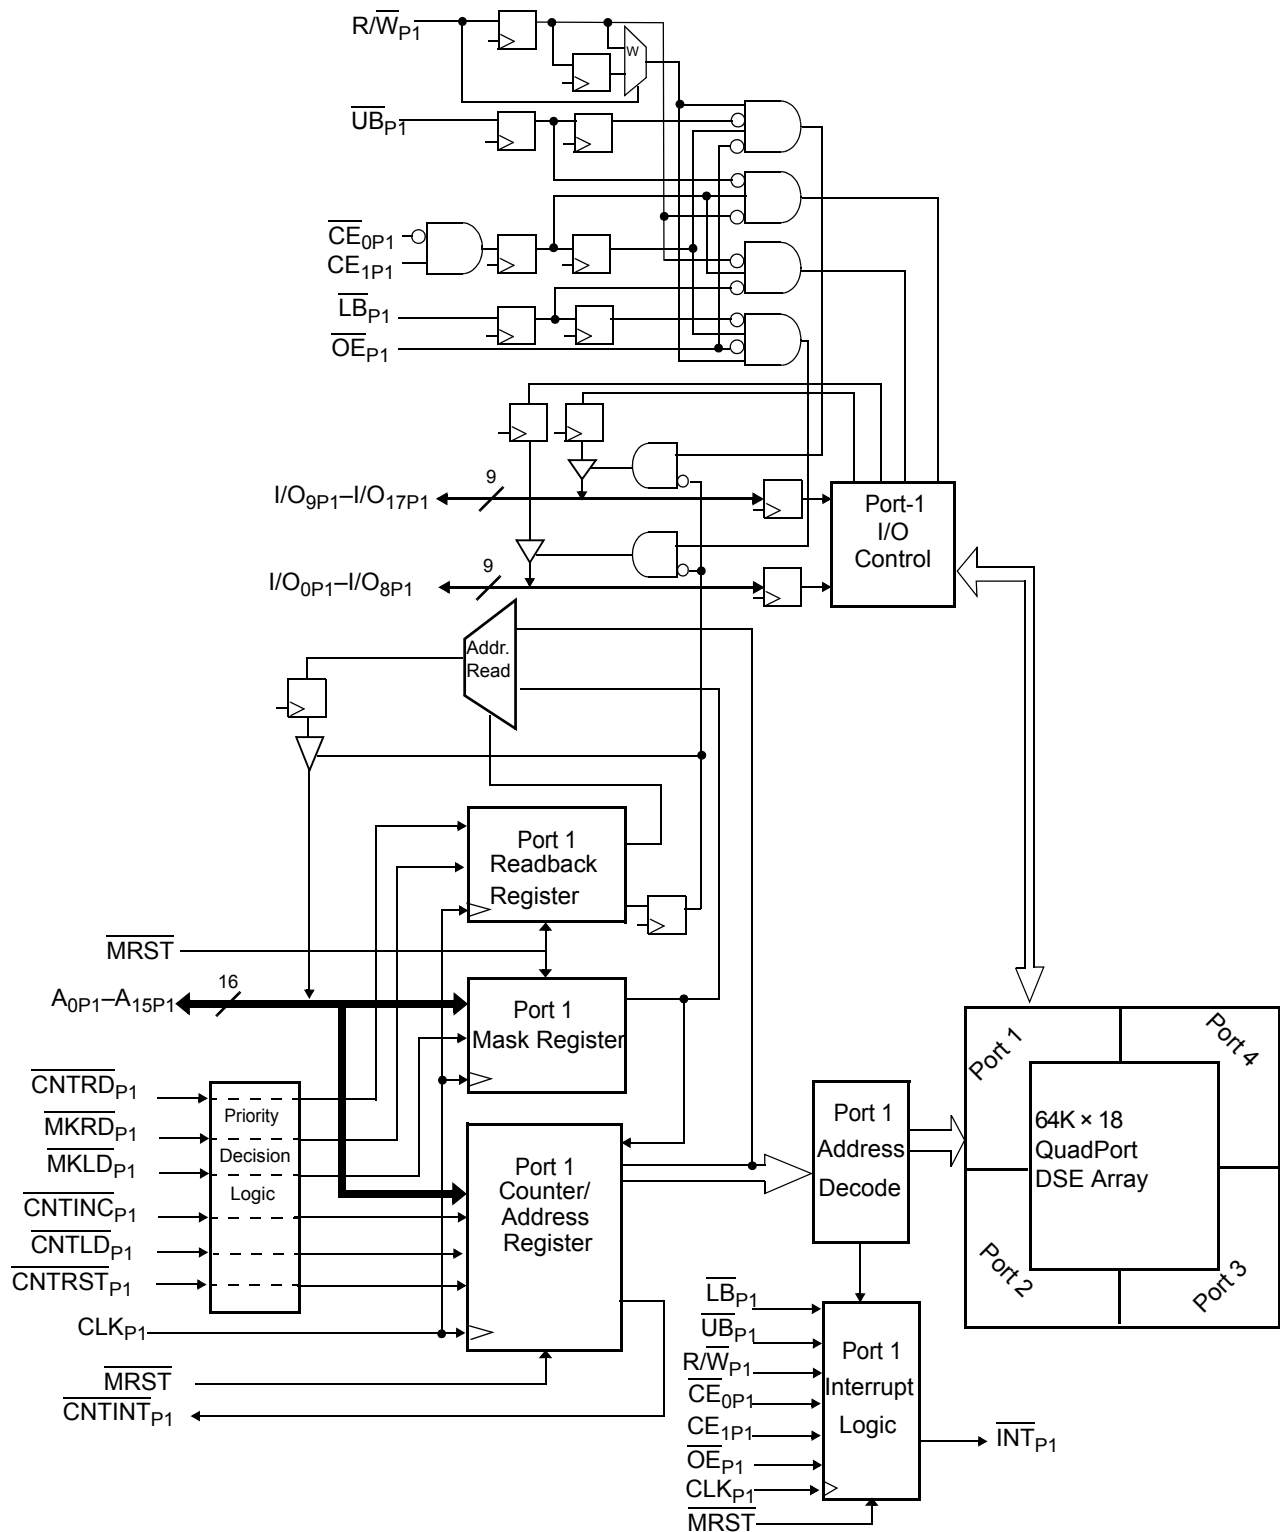 R/W̅P1
W
U̅B̅P1
C̅E̅0P1
CE1P1
L̅B̅P1
O̅E̅P1
I/O9P1–I/O17P1
9
Port-1
I/O
Control
I/O0P1–I/O8P1
9
Addr.
Read
Port 1
Readback
Register
M̅R̅S̅T̅
A0P1–A15P1
16
Port 1
Mask Register
C̅N̅T̅R̅D̅P1
M̅K̅R̅D̅P1
M̅K̅L̅D̅P1
C̅N̅T̅I̅N̅C̅P1
C̅N̅T̅L̅D̅P1
C̅N̅T̅R̅S̅T̅P1
Priority
Decision
Logic
Port 1
Counter/
Address
Register
CLKP1
M̅R̅S̅T̅
C̅N̅T̅I̅N̅T̅P1
Port 1
Address
Decode
Port 1
Port 4
64K × 18
QuadPort
DSE Array
Port 2
Port 3
L̅B̅P1
U̅B̅P1
R/W̅P1
C̅E̅0P1
CE1P1
O̅E̅P1
CLKP1
M̅R̅S̅T̅
Port 1
Interrupt
Logic
I̅N̅T̅P1